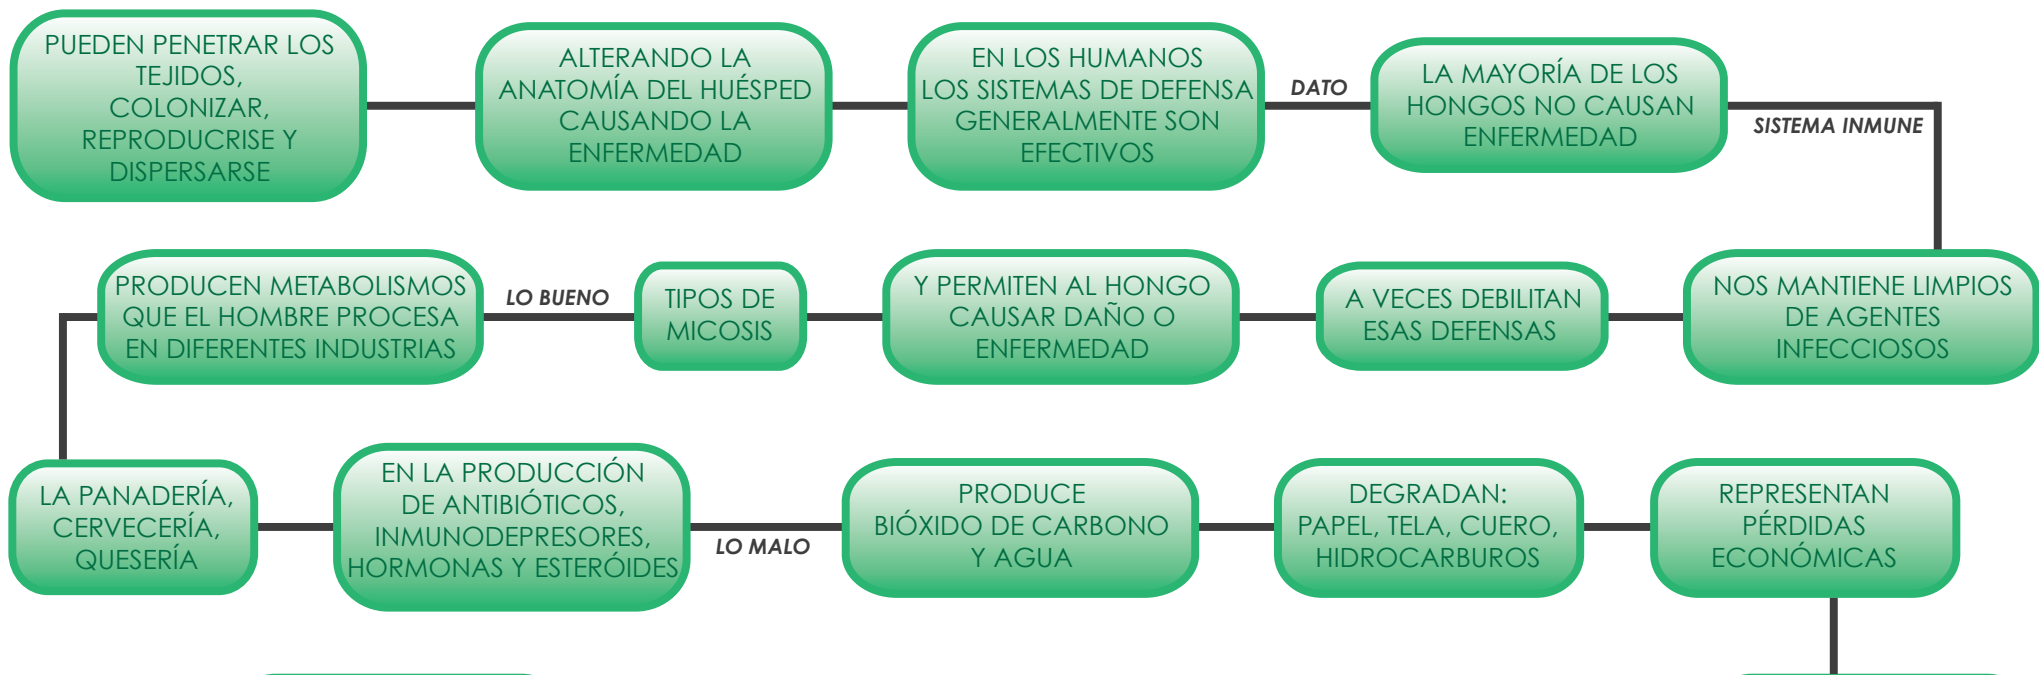 PUEDEN PENETRAR LOS
TEJIDOS,
COLONIZAR,
REPRODUCRISE Y
DISPERSARSE
ALTERANDO LA
ANATOMÍA DEL HUÉSPED
CAUSANDO LA
ENFERMEDAD
EN LOS HUMANOS
LOS SISTEMAS DE DEFENSA
GENERALMENTE SON
EFECTIVOS
DATO
LA MAYORÍA DE LOS
HONGOS NO CAUSAN
ENFERMEDAD
SISTEMA INMUNE
NOS MANTIENE LIMPIOS
DE AGENTES
INFECCIOSOS
A VECES DEBILITAN
ESAS DEFENSAS
Y PERMITEN AL HONGO
CAUSAR DAÑO O
ENFERMEDAD
TIPOS DE
MICOSIS
LO BUENO
PRODUCEN METABOLISMOS
QUE EL HOMBRE PROCESA
EN DIFERENTES INDUSTRIAS
LA PANADERÍA,
CERVECERÍA,
QUESERÍA
EN LA PRODUCCIÓN
DE ANTIBIÓTICOS,
INMUNODEPRESORES,
HORMONAS Y ESTERÓIDES
LO MALO
PRODUCE
BIÓXIDO DE CARBONO
Y AGUA
DEGRADAN:
PAPEL, TELA, CUERO,
HIDROCARBUROS
REPRESENTAN
PÉRDIDAS
ECONÓMICAS